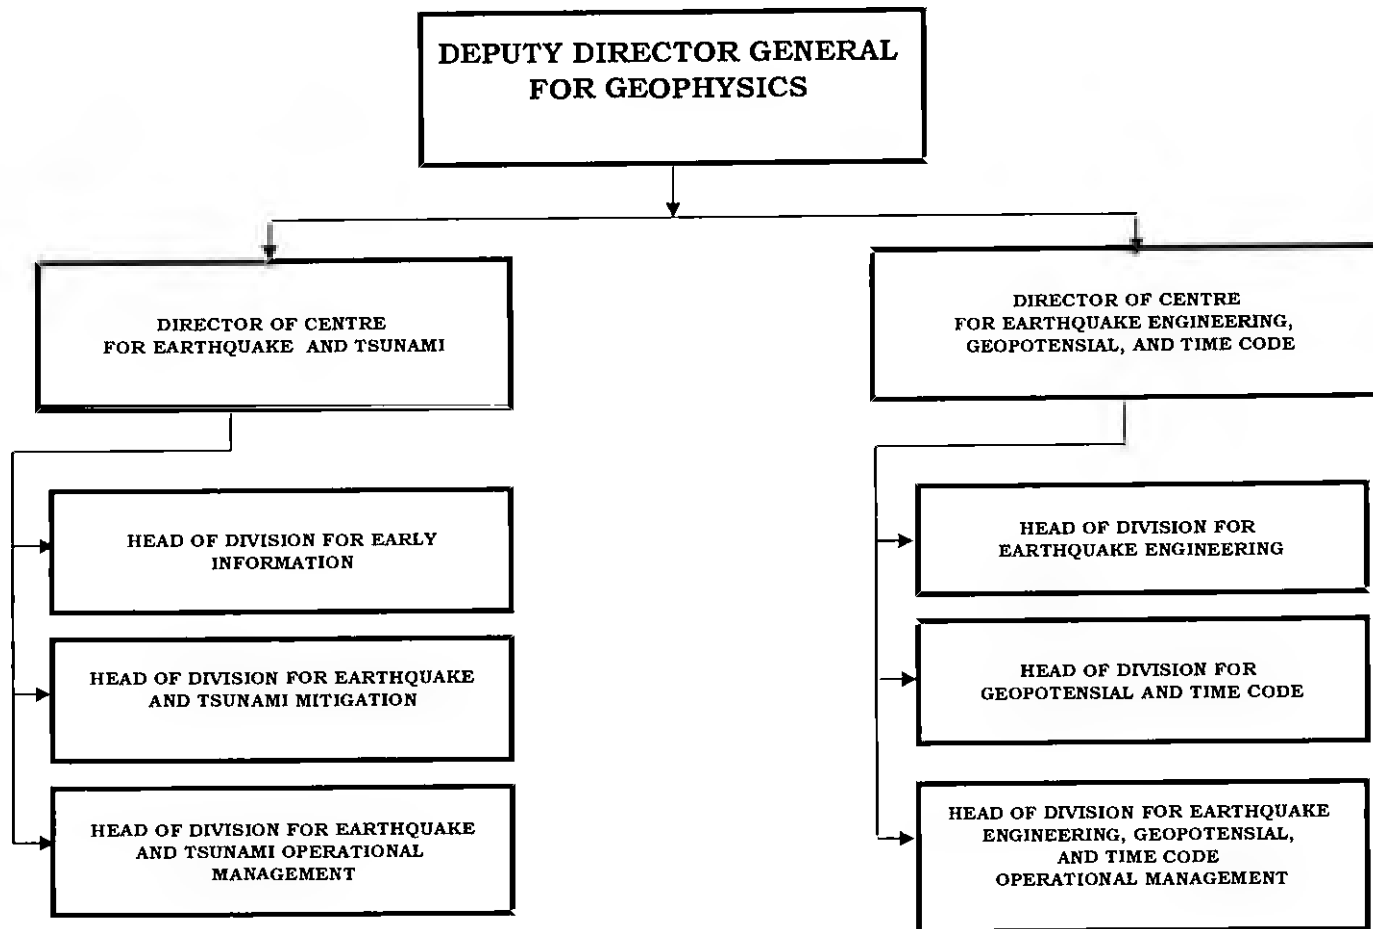 DEPUTY DIRECTOR GENERAL
FOR GEOPHYSICS
DIRECTOR OF CENTRE
FOR EARTHQUAKE AND TSUNAMI
HEAD OF DIVISION FOR EARLY
INFORMATION
HEAD OF DIVISION FOR EARTHQUAKE
AND TSUNAMI MITIGATION
HEAD OF DIVISION FOR EARTHQUAKE
AND TSUNAMI OPERATIONAL
MANAGEMENT
DIRECTOR OF CENTRE
FOR EARTHQUAKE ENGINEERING,
GEOPOTENSIAL, AND TIME CODE
HEAD OF DIVISION FOR
EARTHQUAKE ENGINEERING
HEAD OF DIVISION FOR
GEOPOTENSIAL AND TIME CODE
HEAD OF DIVISION FOR EARTHQUAKE
ENGINEERING, GEOPOTENSIAL,
AND TIME CODE
OPERATIONAL MANAGEMENT